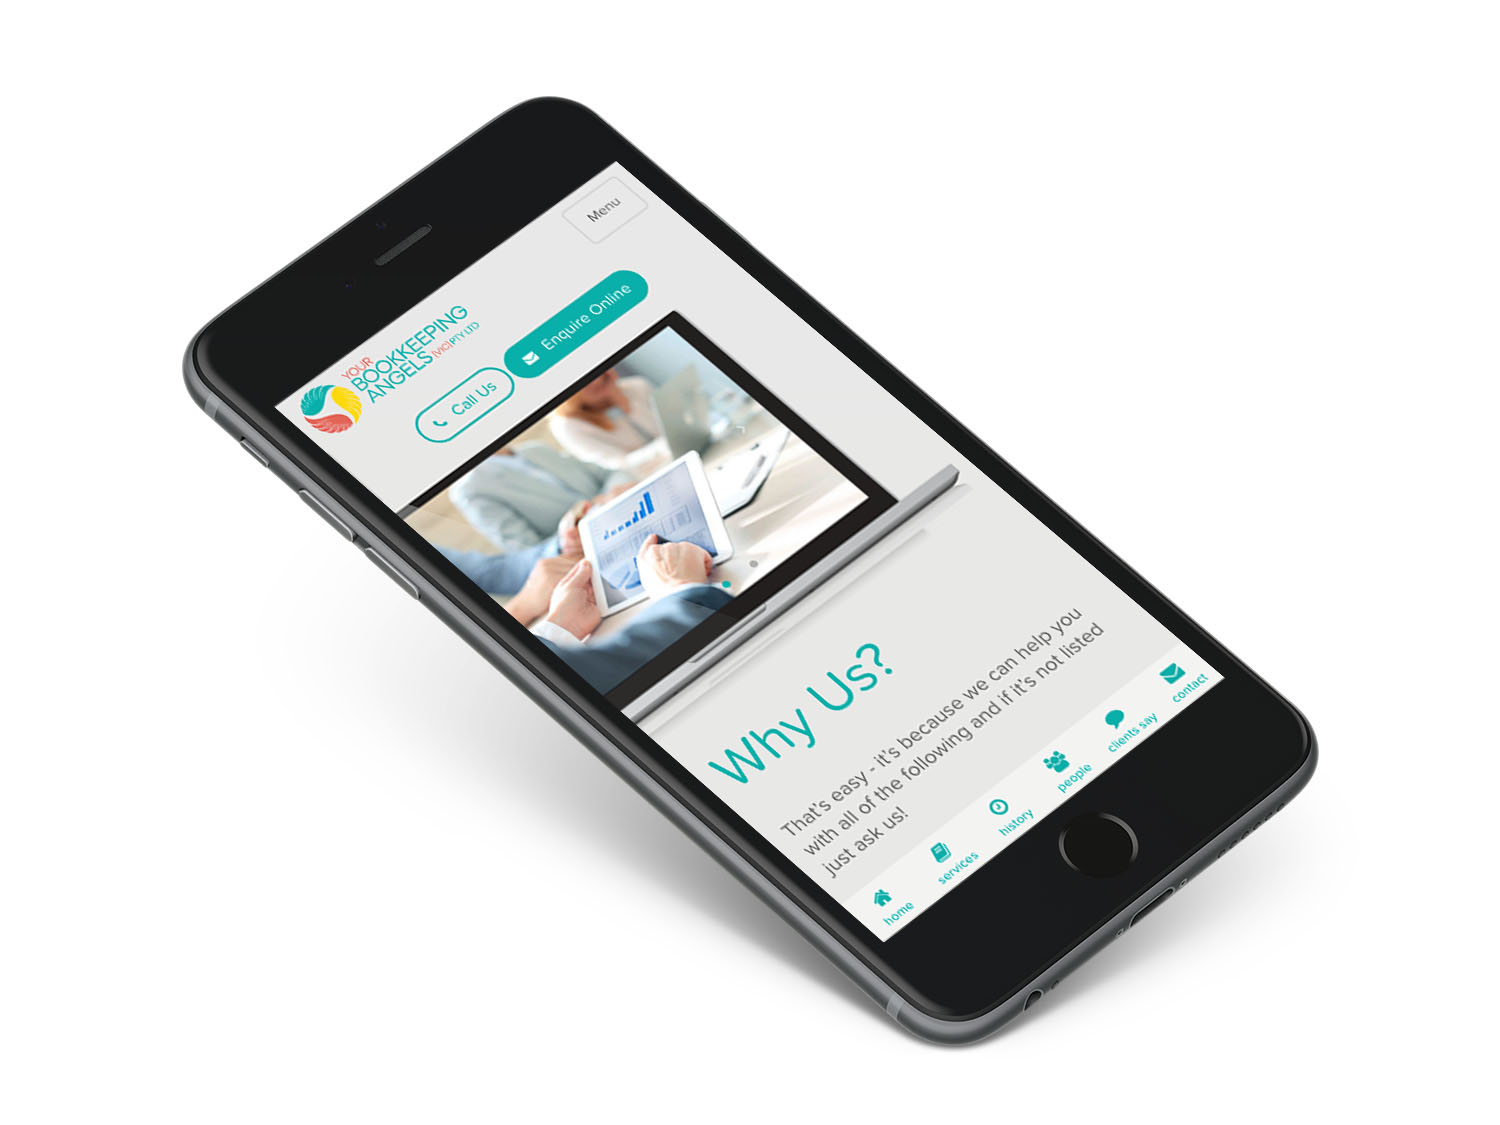 Menu
YOUR
BOOKKEEPING
ANGELS [VIC] PTY LTD
Call Us
Enquire Online
Why Us?
That's easy - it's because we can help you
with all of the following and if it's not listed
just ask us!
home
services
history
people
clients say
contact